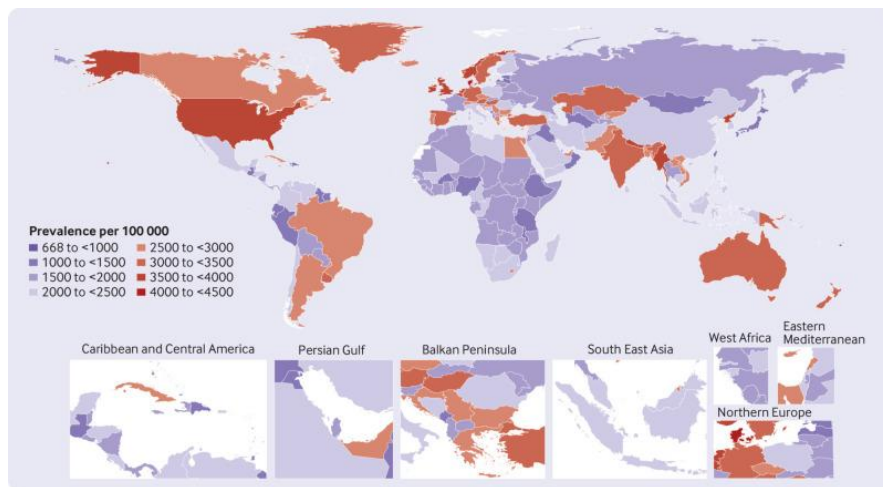 Prevalence per 100 000
668 to <1000
1000 to <1500
1500 to <2000
2000 to <2500
2500 to <3000
3000 to <3500
3500 to <4000
4000 to <4500
Caribbean and Central America
Persian Gulf
Balkan Peninsula
South East Asia
West Africa
Eastern
Mediterranean
Northern Europe